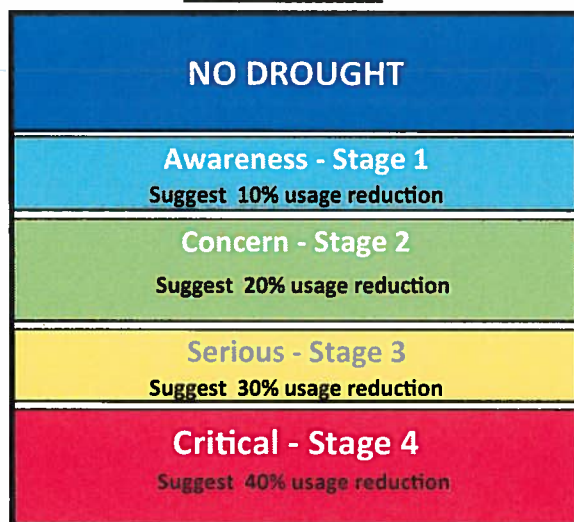 NO DROUGHT
Awareness - Stage 1
Suggest 10% usage reduction
Concern - Stage 2
Suggest 20% usage reduction
Serious - Stage 3
Suggest 30% usage reduction
Critical - Stage 4
Suggest 40% usage reduction